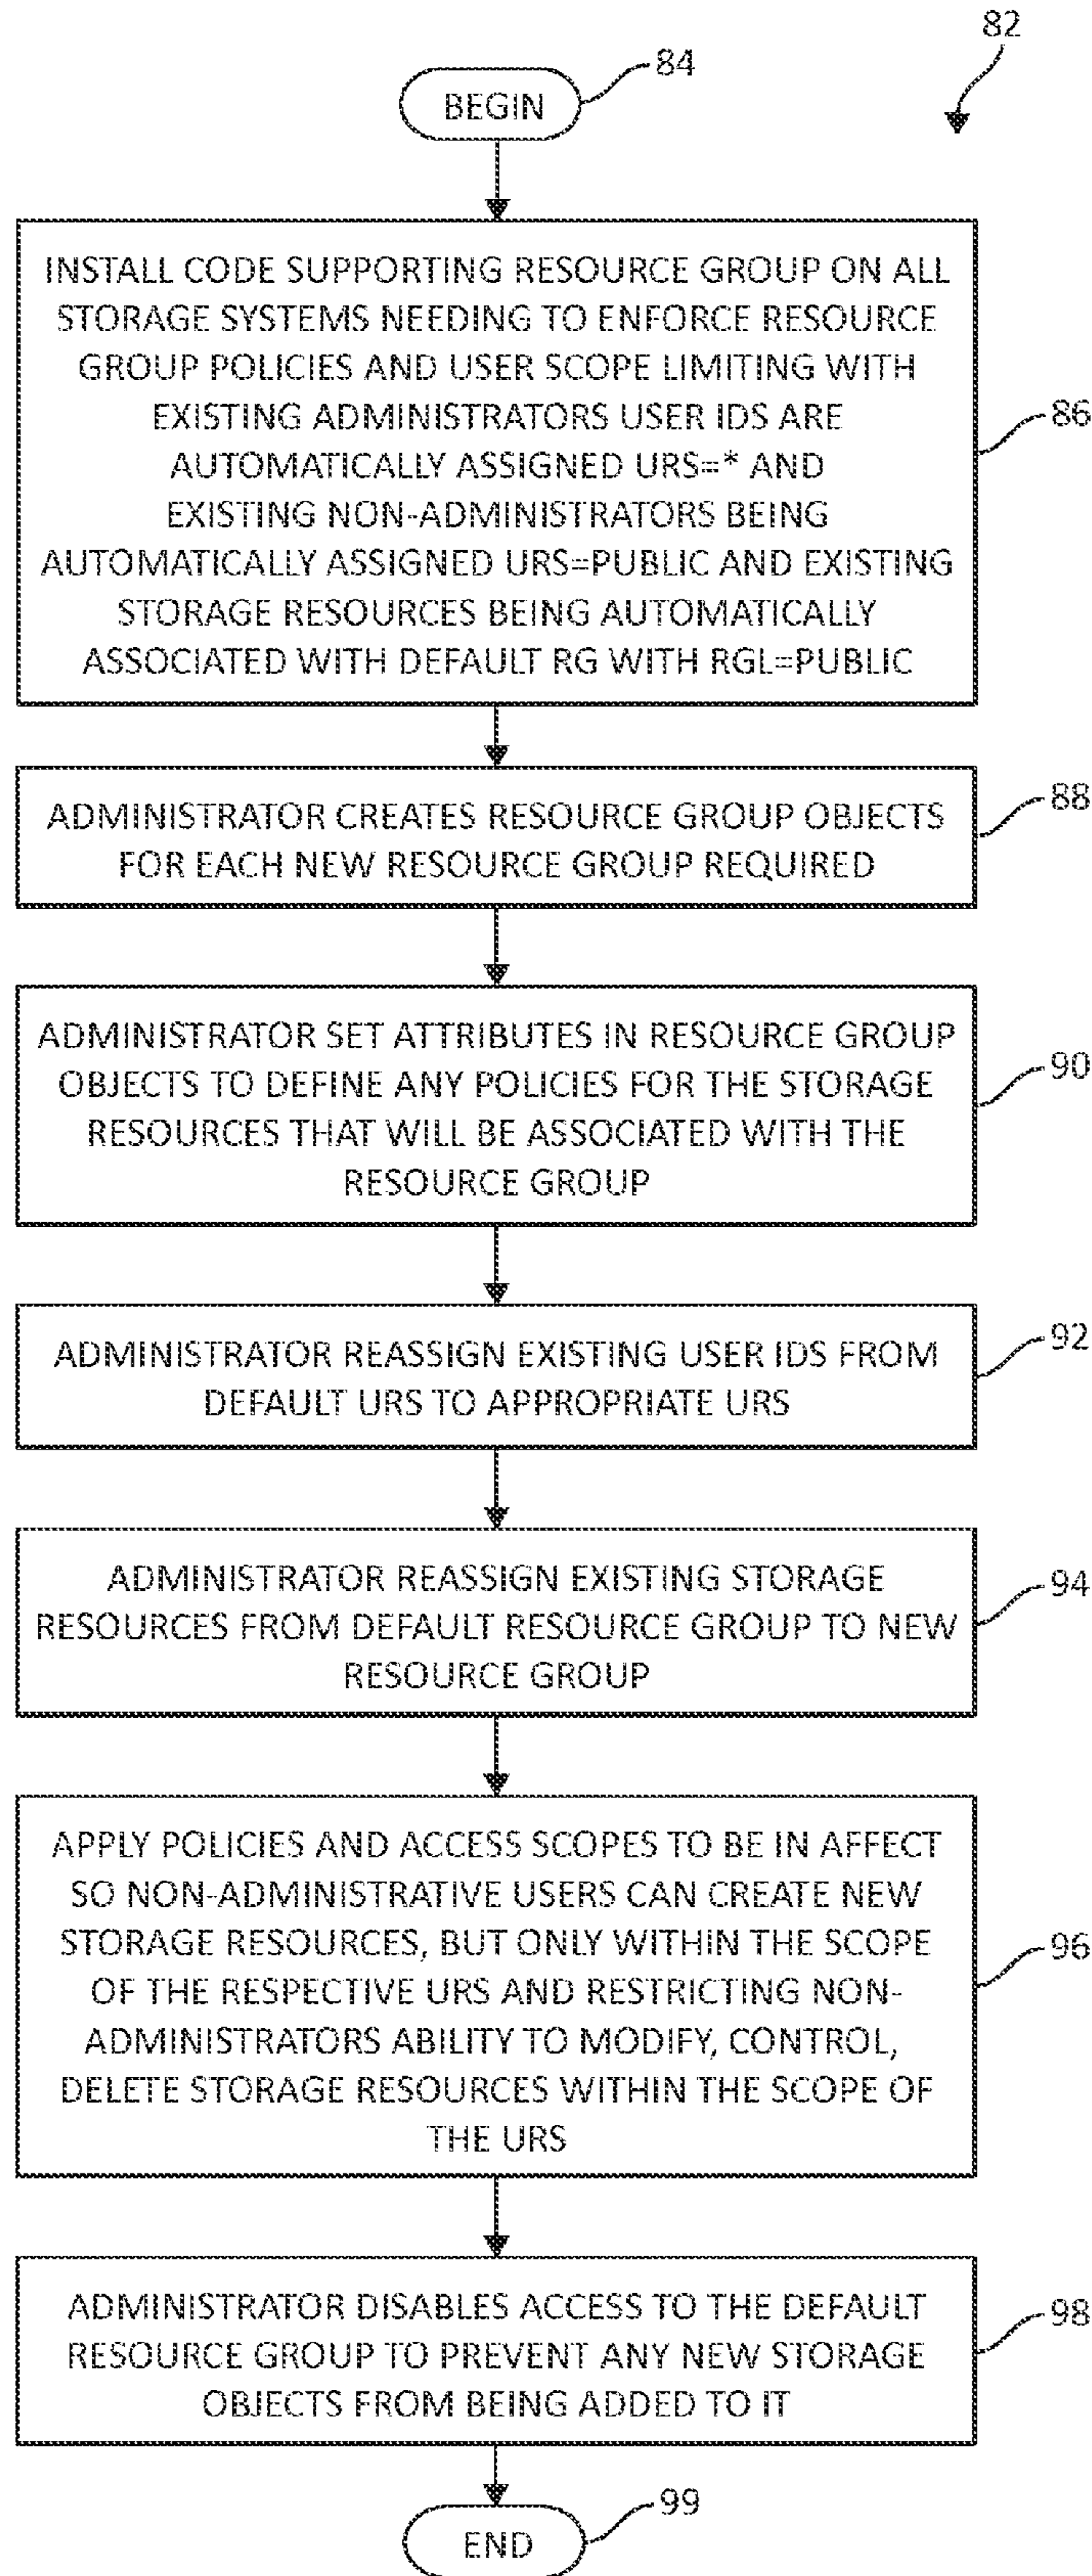 82
84
BEGIN
INSTALL CODE SUPPORTING RESOURCE GROUP ON ALL
STORAGE SYSTEMS NEEDING TO ENFORCE RESOURCE
GROUP POLICIES AND USER SCOPE LIMITING WITH
EXISTING ADMINISTRATORS USER IDS ARE
AUTOMATICALLY ASSIGNED URS=* AND
EXISTING NON-ADMINISTRATORS BEING
AUTOMATICALLY ASSIGNED URS=PUBLIC AND EXISTING
STORAGE RESOURCES BEING AUTOMATICALLY
ASSOCIATED WITH DEFAULT RG WITH RGL=PUBLIC
86
ADMINISTRATOR CREATES RESOURCE GROUP OBJECTS
FOR EACH NEW RESOURCE GROUP REQUIRED
88
ADMINISTRATOR SET ATTRIBUTES IN RESOURCE GROUP
OBJECTS TO DEFINE ANY POLICIES FOR THE STORAGE
RESOURCES THAT WILL BE ASSOCIATED WITH THE
RESOURCE GROUP
90
ADMINISTRATOR REASSIGN EXISTING USER IDS FROM
DEFAULT URS TO APPROPRIATE URS
92
ADMINISTRATOR REASSIGN EXISTING STORAGE
RESOURCES FROM DEFAULT RESOURCE GROUP TO NEW
RESOURCE GROUP
94
APPLY POLICIES AND ACCESS SCOPES TO BE IN AFFECT
SO NON-ADMINISTRATIVE USERS CAN CREATE NEW
STORAGE RESOURCES, BUT ONLY WITHIN THE SCOPE
OF THE RESPECTIVE URS AND RESTRICTING NON-
ADMINISTRATORS ABILITY TO MODIFY, CONTROL,
DELETE STORAGE RESOURCES WITHIN THE SCOPE OF
THE URS
96
ADMINISTRATOR DISABLES ACCESS TO THE DEFAULT
RESOURCE GROUP TO PREVENT ANY NEW STORAGE
OBJECTS FROM BEING ADDED TO IT
98
99
END